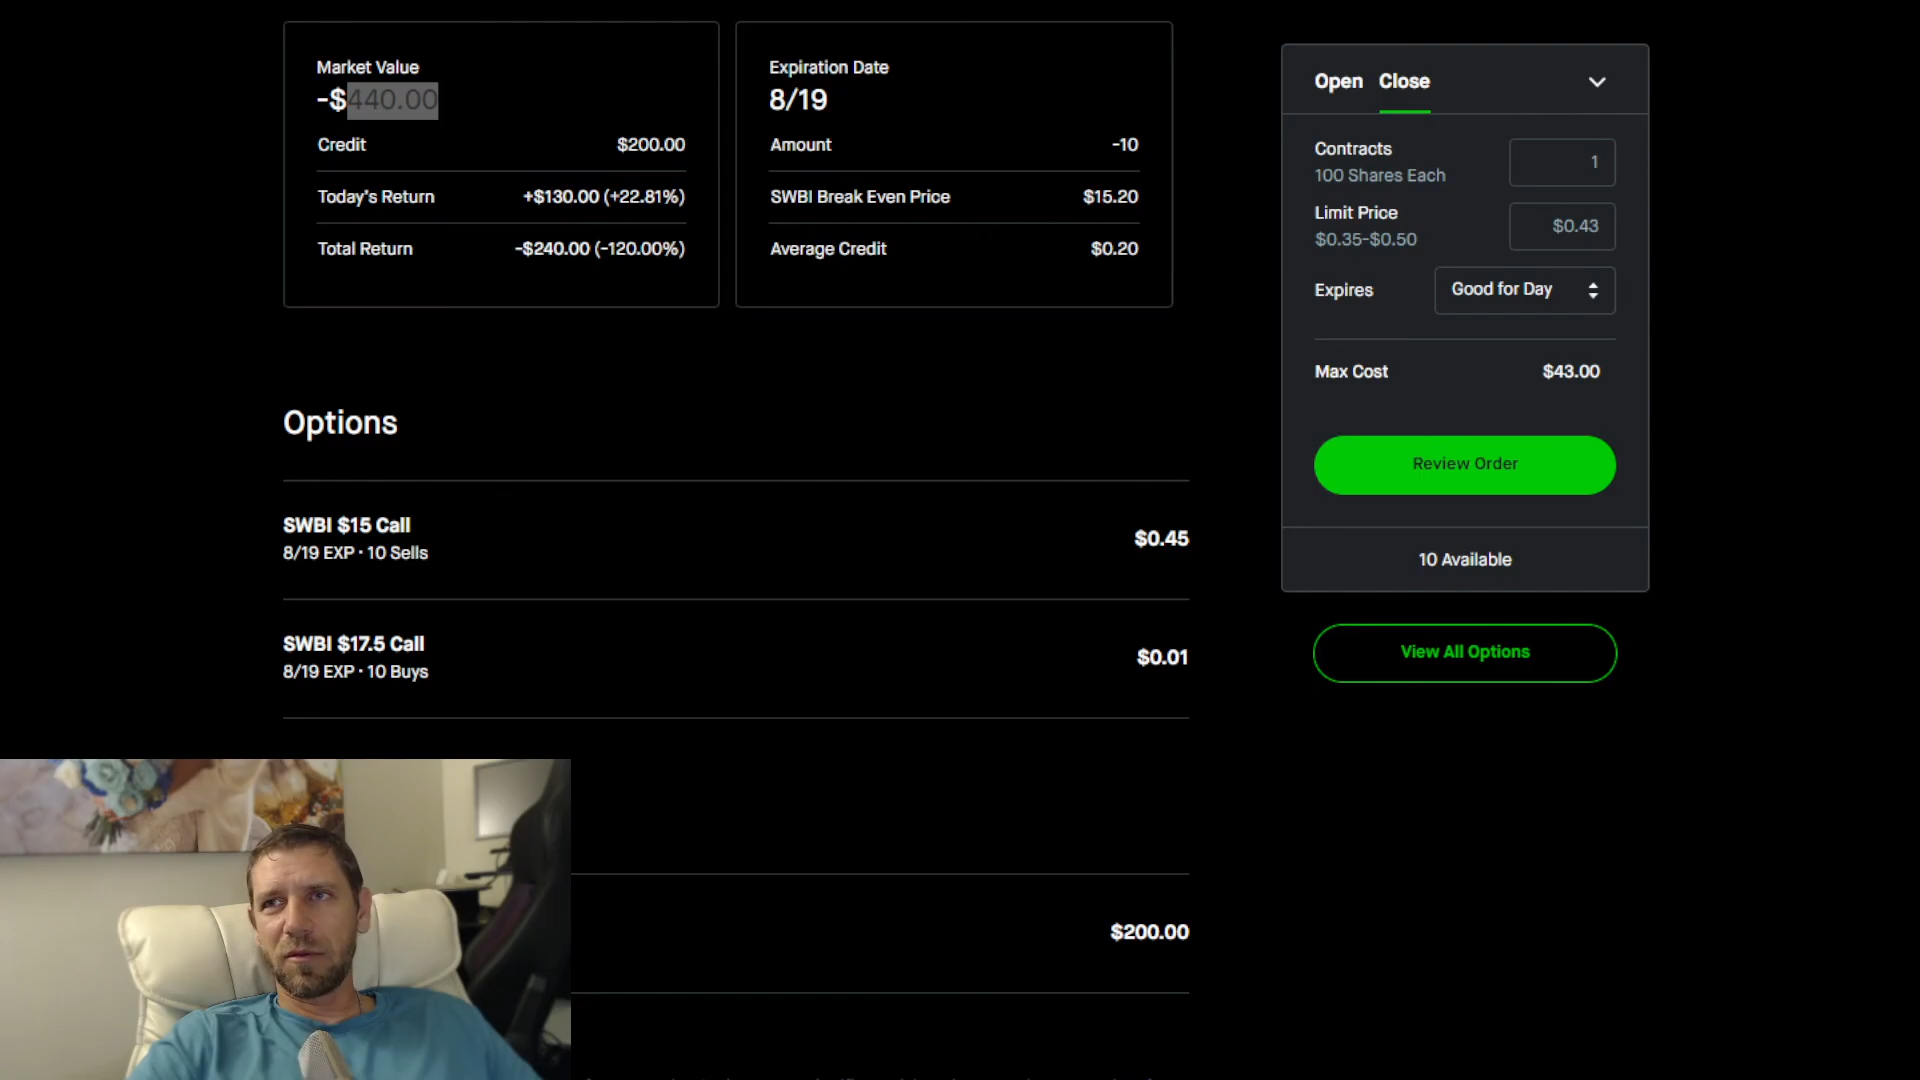 Market Value
-$440.00
Credit $200.00
Today's Return +$130.00 (+22.81%)
Total Return -$240.00 (-120.00%)
Expiration Date
8/19
Amount -10
SWBI Break Even Price $15.20
Average Credit $0.20
Open Close
Contracts 1
100 Shares Each
Limit Price $0.43
$0.35-$0.50
Expires Good for Day
Max Cost $43.00
Review Order
10 Available
View All Options
Options
SWBI $15 Call $0.45
8/19 EXP · 10 Sells
SWBI $17.5 Call $0.01
8/19 EXP · 10 Buys
$200.00